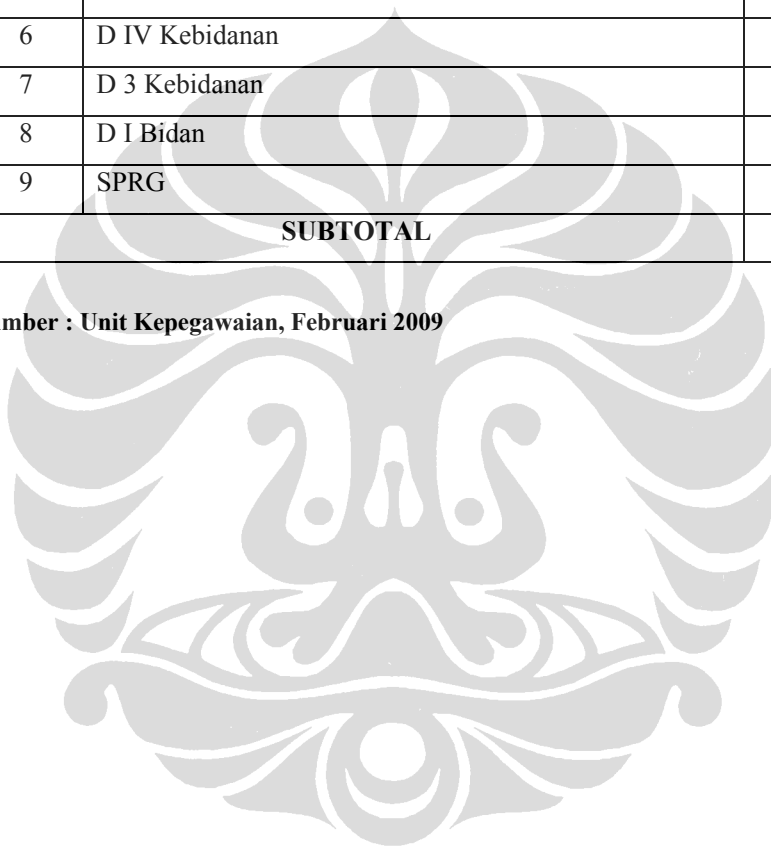 6 D IV Kebidanan
7 D 3 Kebidanan
8 D I Bidan
9 SPRG
SUBTOTAL
mber : Unit Kepegawaian, Februari 2009